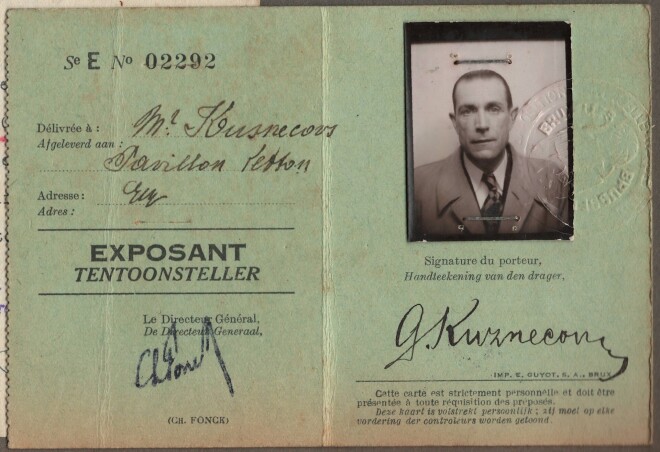 Se E No 02292
Délivrée à : Mr Kusnecovs
Afgeleverd aan :
Pavillon Letton
Adresse :
Adres :
EXPOSANT
TENTOONSTELLER
Le Directeur Général,
De Directeur Generaal,
(CH. FONCK)
Signature du porteur,
Handteekening van den drager,
G. Kuznecovs
IMP. E. GUYOT, S. A., BRUX.
Cette carte est strictement personnelle et doit être
présentée à toute réquisition des préposés.
Deze kaart is volstrekt persoonlijk ; zij moet op elke
vordering der controleurs worden getoond.